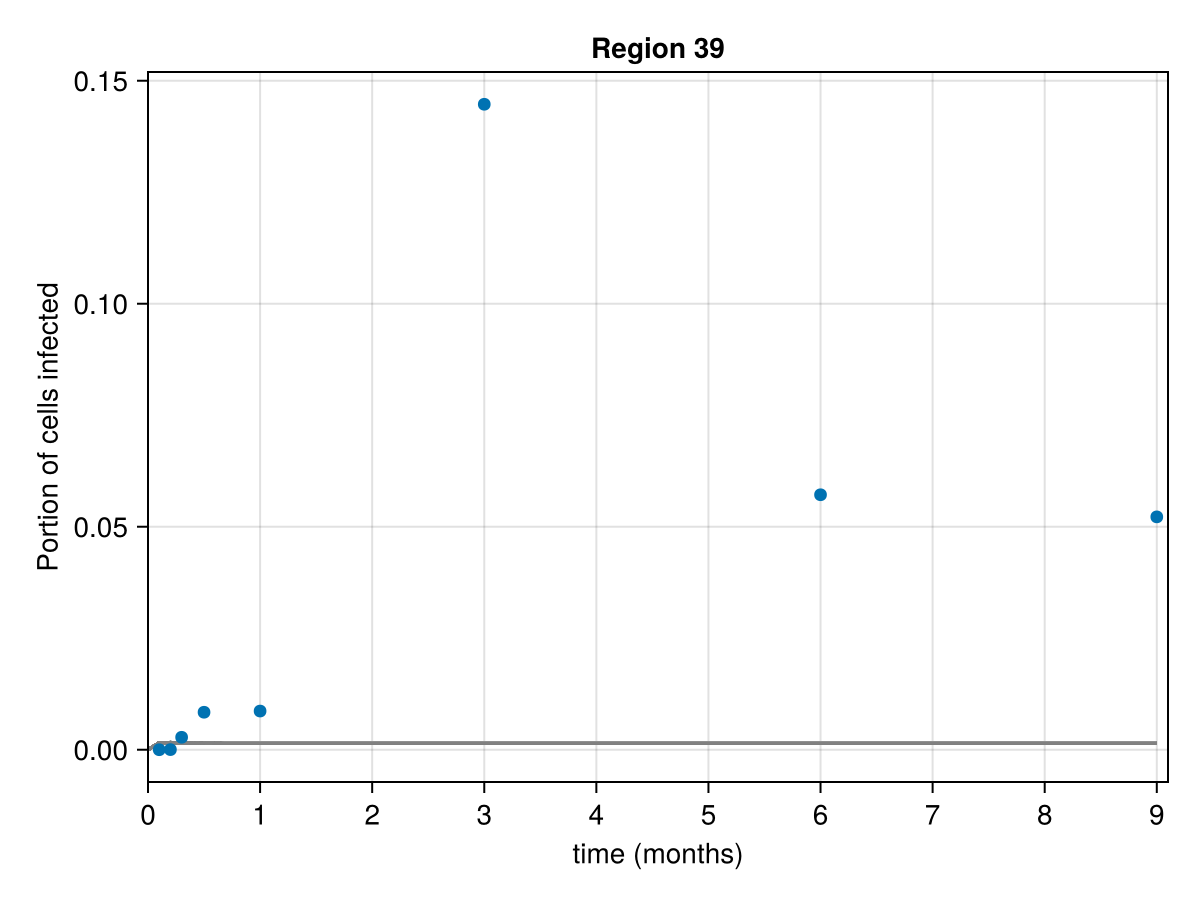 Region 39
0.15
0.10
0.05
0.00
Portion of cells infected
0 1 2 3 4 5 6 7 8 9
time (months)